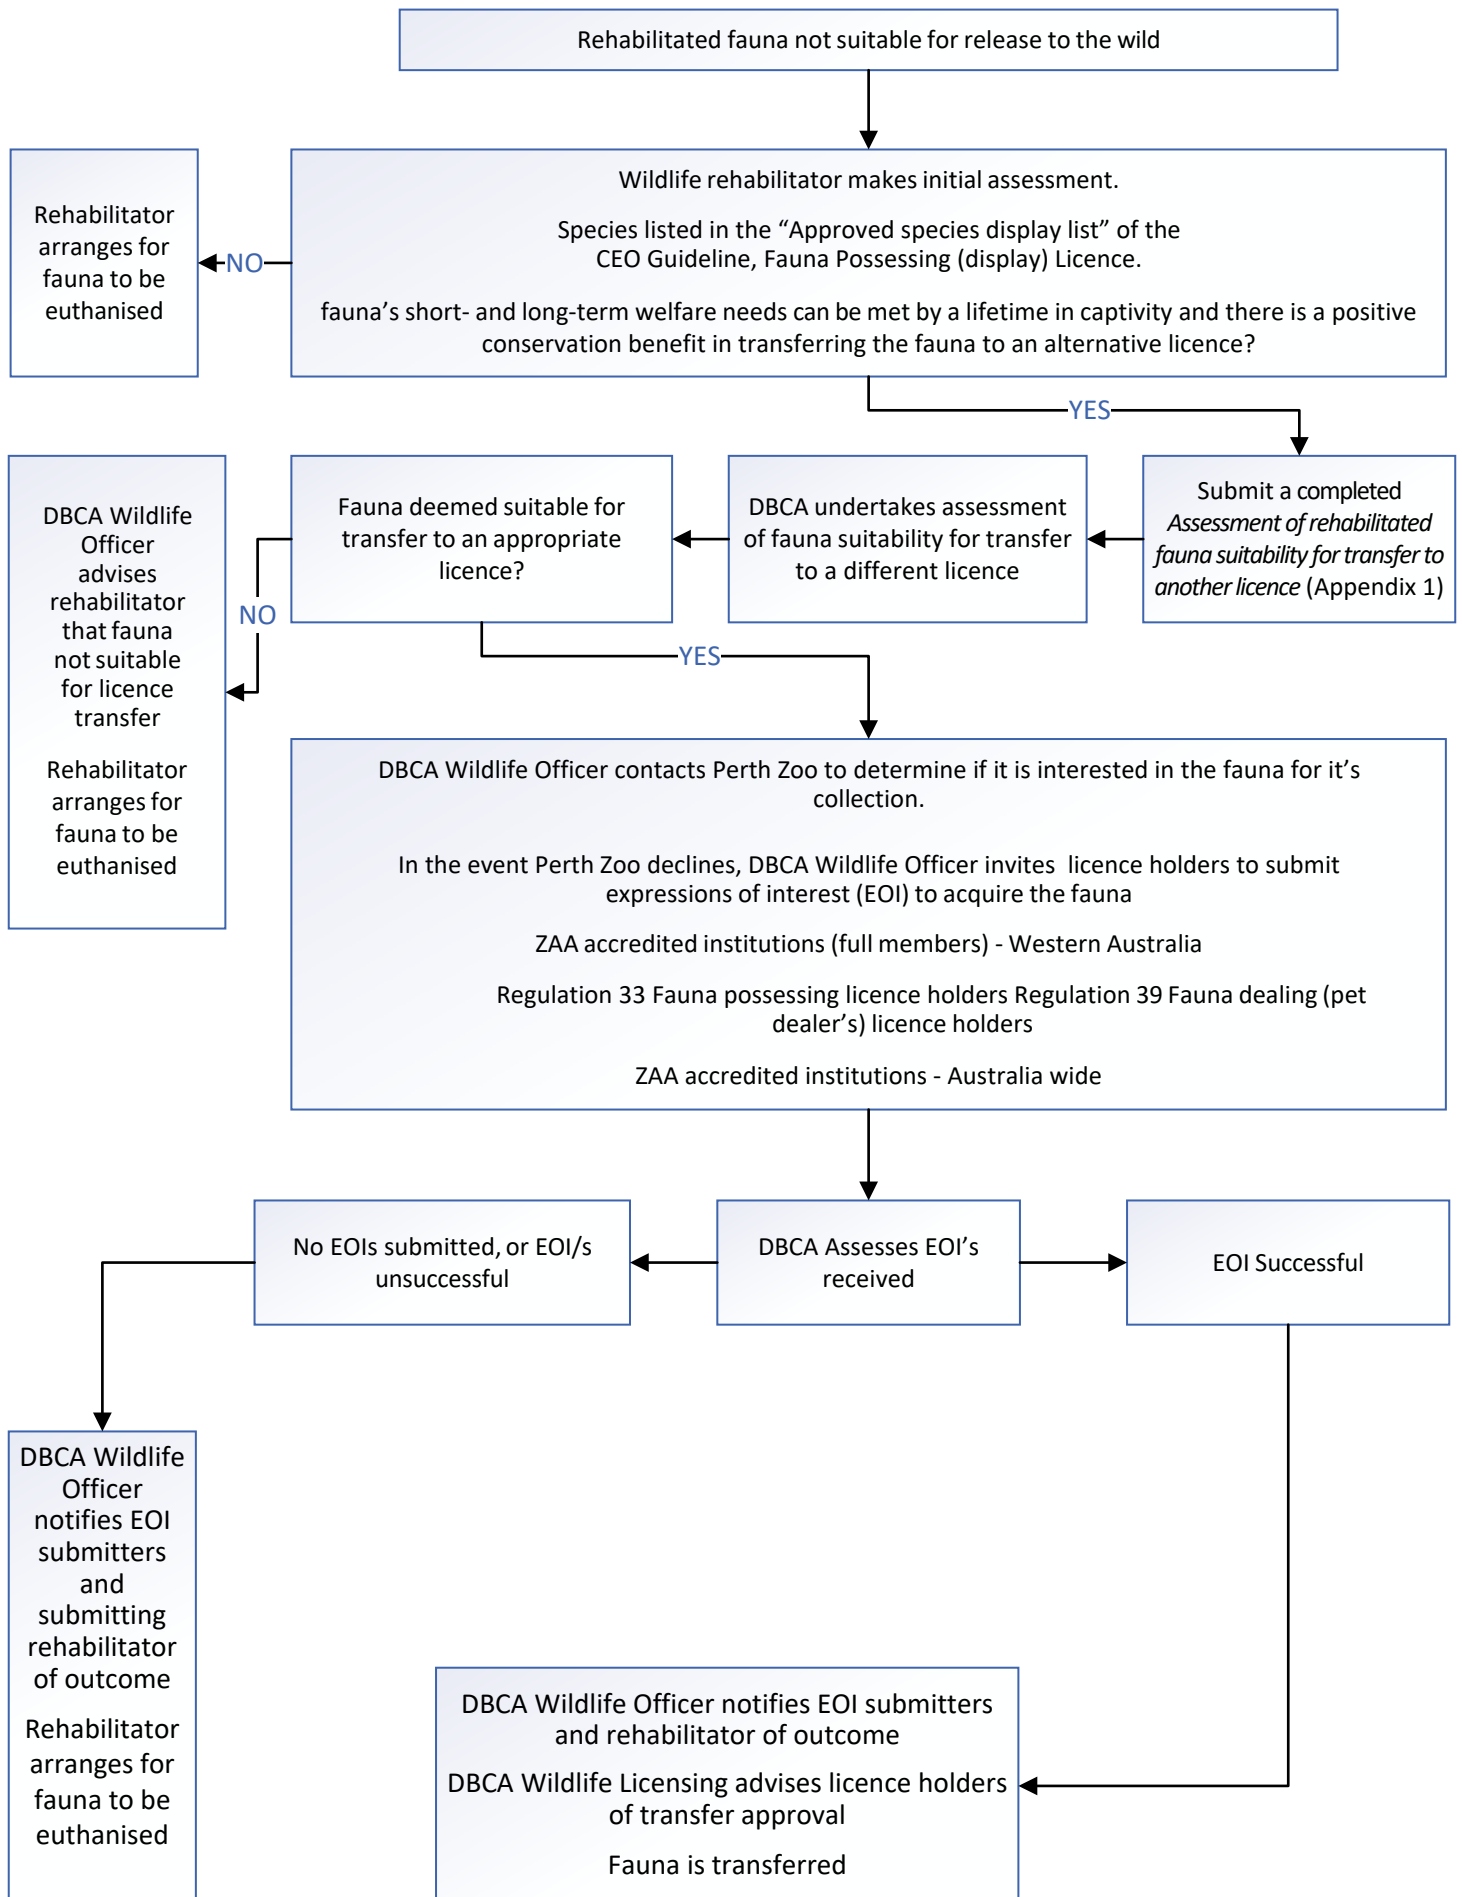 Rehabilitated fauna not suitable for release to the wild
Rehabilitator
arranges for
fauna to be
euthanised
NO
Wildlife rehabilitator makes initial assessment.
Species listed in the “Approved species display list” of the
CEO Guideline, Fauna Possessing (display) Licence.
fauna’s short- and long-term welfare needs can be met by a lifetime in captivity and there is a positive
conservation benefit in transferring the fauna to an alternative licence?
YES
Submit a completed
Assessment of rehabilitated
fauna suitability for transfer to
another licence (Appendix 1)
DBCA undertakes assessment
of fauna suitability for transfer
to a different licence
Fauna deemed suitable for
transfer to an appropriate
licence?
NO
DBCA Wildlife
Officer
advises
rehabilitator
that fauna
not suitable
for licence
transfer
Rehabilitator
arranges for
fauna to be
euthanised
YES
DBCA Wildlife Officer contacts Perth Zoo to determine if it is interested in the fauna for it’s
collection.
In the event Perth Zoo declines, DBCA Wildlife Officer invites licence holders to submit
expressions of interest (EOI) to acquire the fauna
ZAA accredited institutions (full members) - Western Australia
Regulation 33 Fauna possessing licence holders Regulation 39 Fauna dealing (pet
dealer’s) licence holders
ZAA accredited institutions - Australia wide
No EOIs submitted, or EOI/s
unsuccessful
DBCA Assesses EOI’s
received
EOI Successful
DBCA Wildlife
Officer
notifies EOI
submitters
and
submitting
rehabilitator
of outcome
Rehabilitator
arranges for
fauna to be
euthanised
DBCA Wildlife Officer notifies EOI submitters
and rehabilitator of outcome
DBCA Wildlife Licensing advises licence holders
of transfer approval
Fauna is transferred